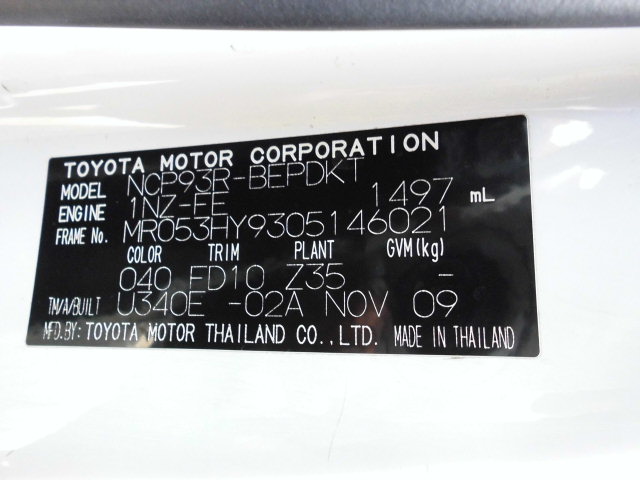 TOYOTA MOTOR CORPORATION
MODEL NCP93R-BEPDKT
ENGINE 1NZ-FE 1497 mL
FRAME No. MR053HY9305146021
COLOR TRIM PLANT GVM(kg)
040 FD10 Z35 -
TM/A/BUILT U340E -02A NOV 09
MFD.BY: TOYOTA MOTOR THAILAND CO.,LTD. MADE IN THAILAND